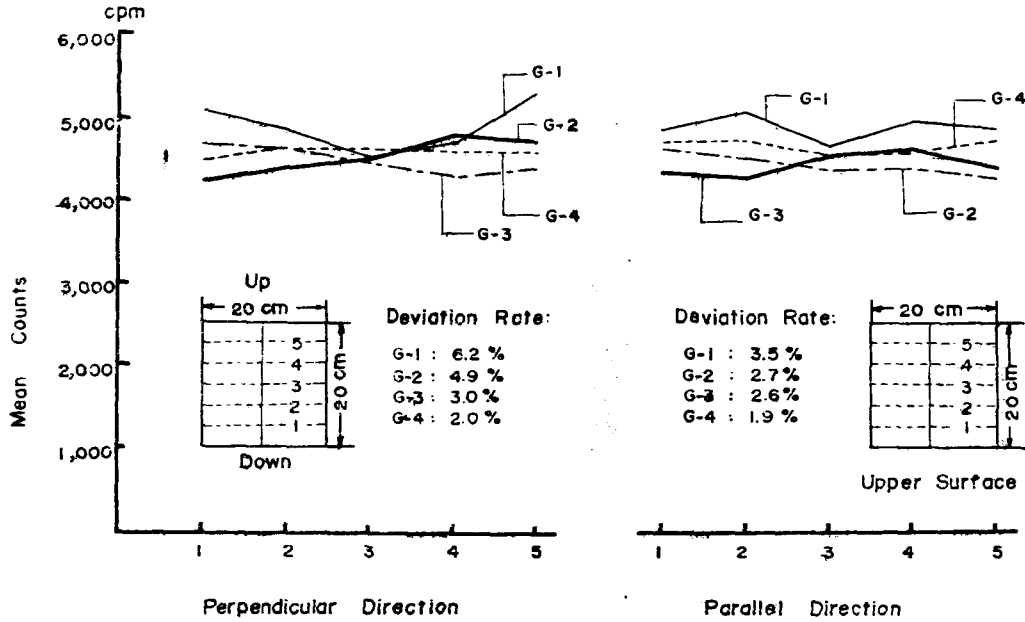 cpm
6,000
5,000
4,000
3,000
2,000
1,000
Mean Counts
G-1
G-2
G-4
G-3
Up
20 cm
5
4
3
2
1
20 cm
Down
Deviation Rate:
G-1 : 6.2 %
G-2 : 4.9 %
G-3 : 3.0 %
G-4 : 2.0 %
1 2 3 4 5
Perpendicular Direction
G-1
G-4
G-3
G-2
Deviation Rate:
G-1 : 3.5 %
G-2 : 2.7 %
G-3 : 2.6 %
G-4 : 1.9 %
20 cm
5
4
3
2
1
20 cm
Upper Surface
1 2 3 4 5
Parallel Direction